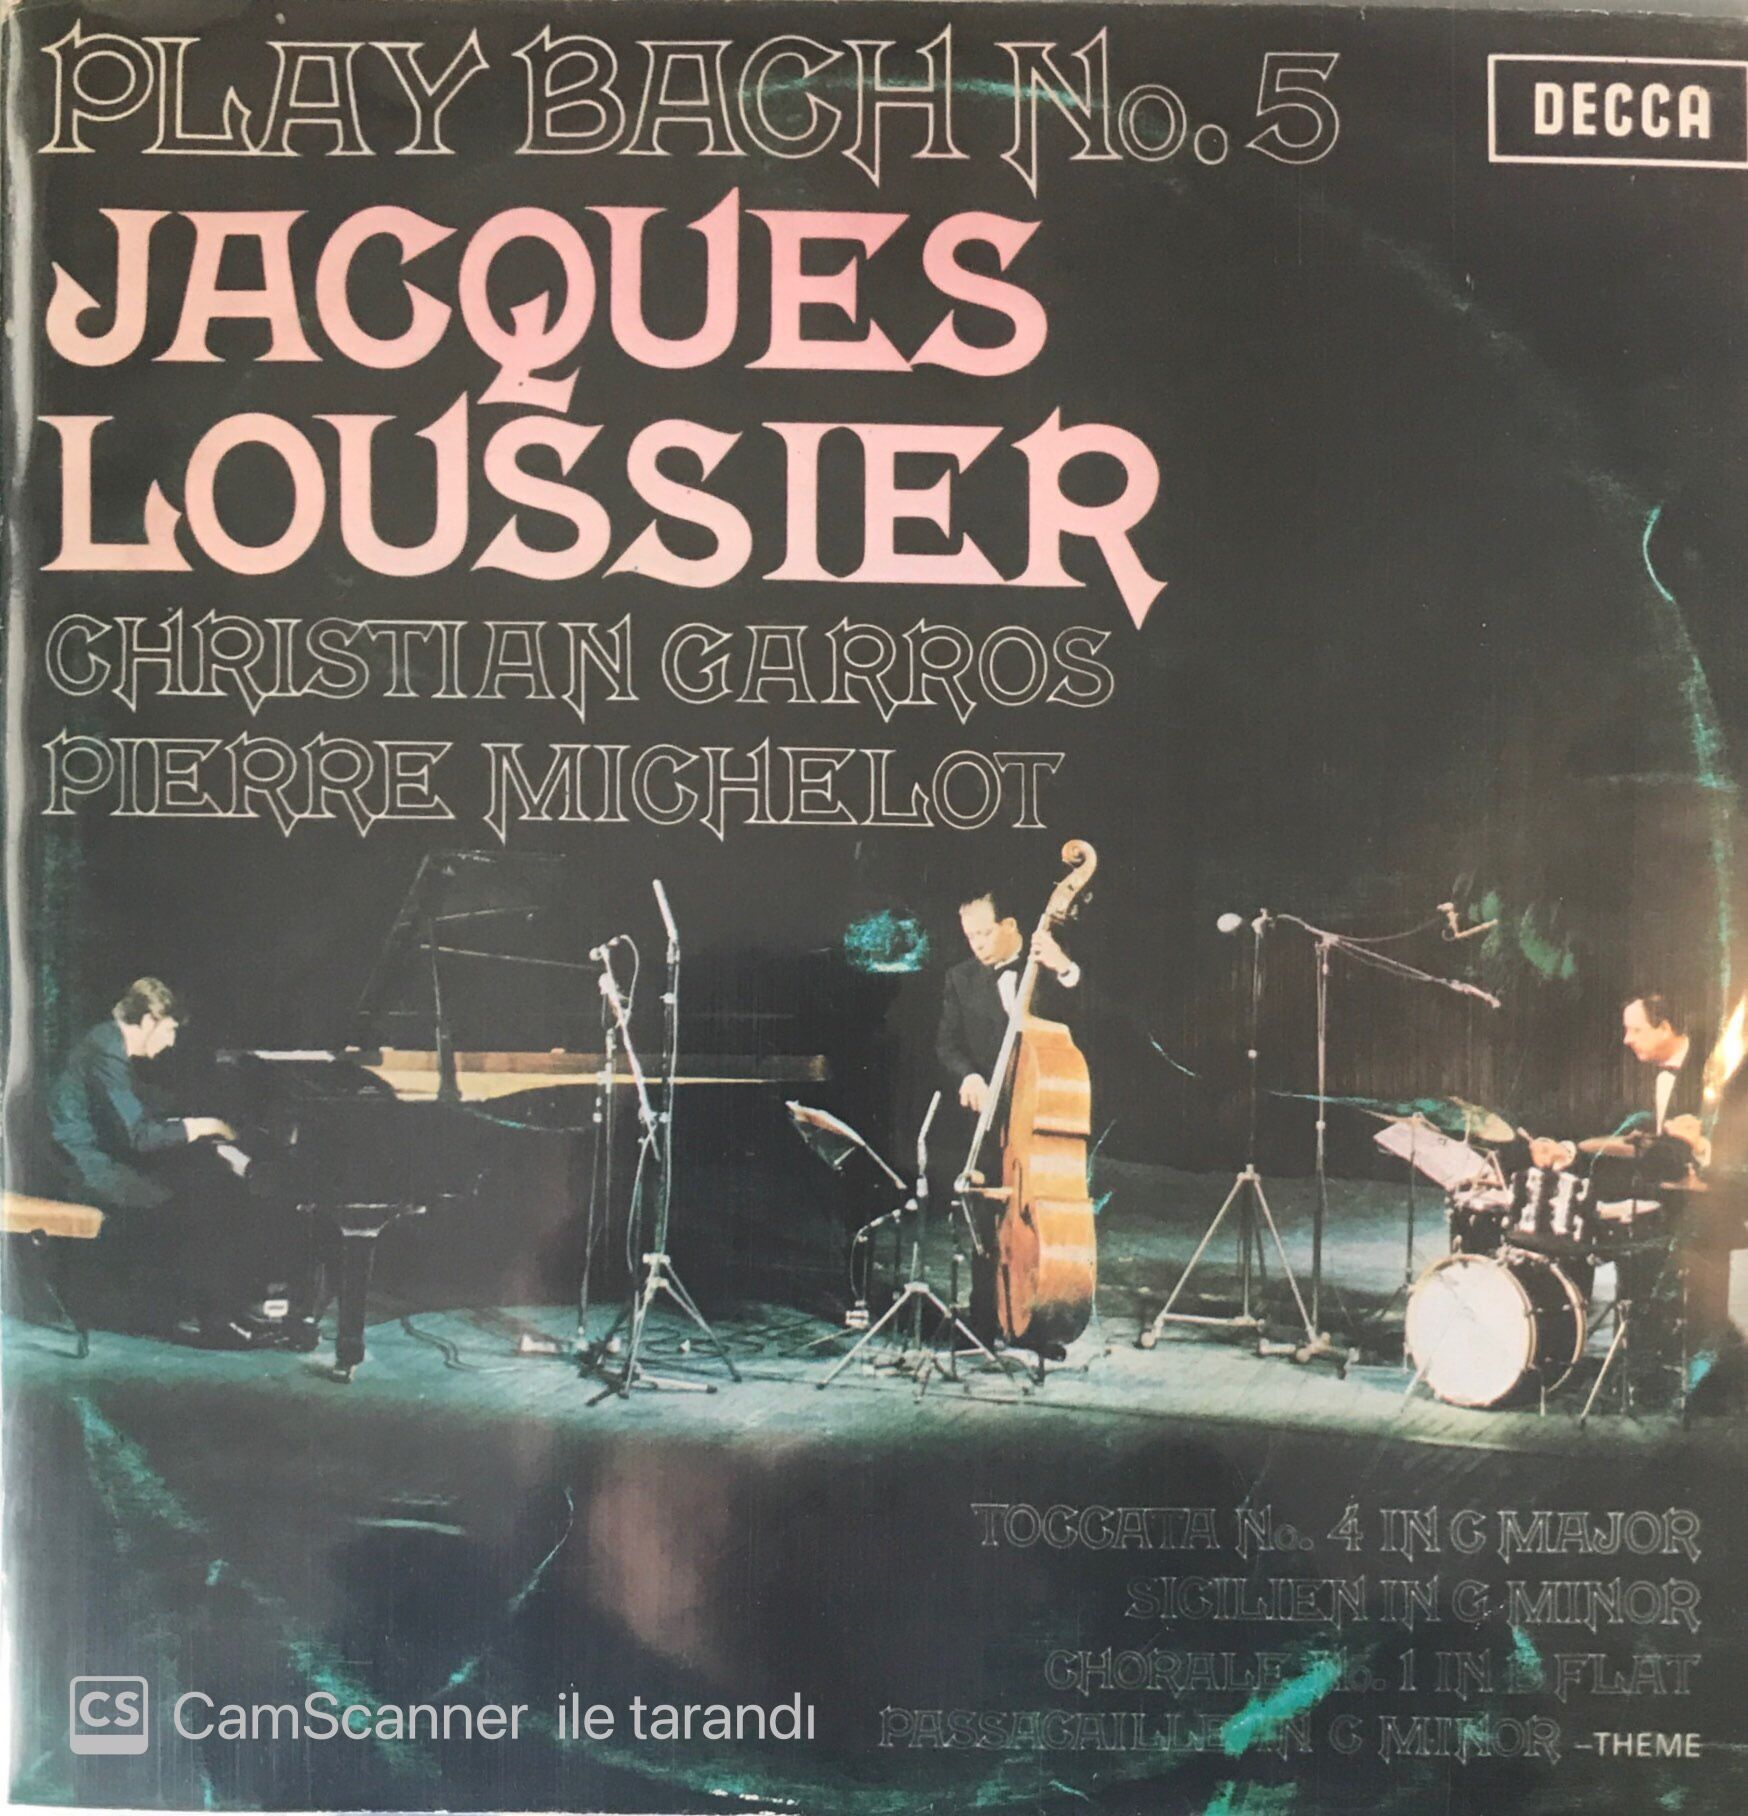 PLAY BACH No. 5
DECCA
JACQUES
LOUSSIER
CHRISTIAN GARROS
PIERRE MICHELOT
TOCCATA No. 4 IN C MAJOR
SICILIEN IN G MINOR
CHORALE No. 1 IN B FLAT
PASSACAILLE IN C MINOR –THEME
CS CamScanner ile tarandı